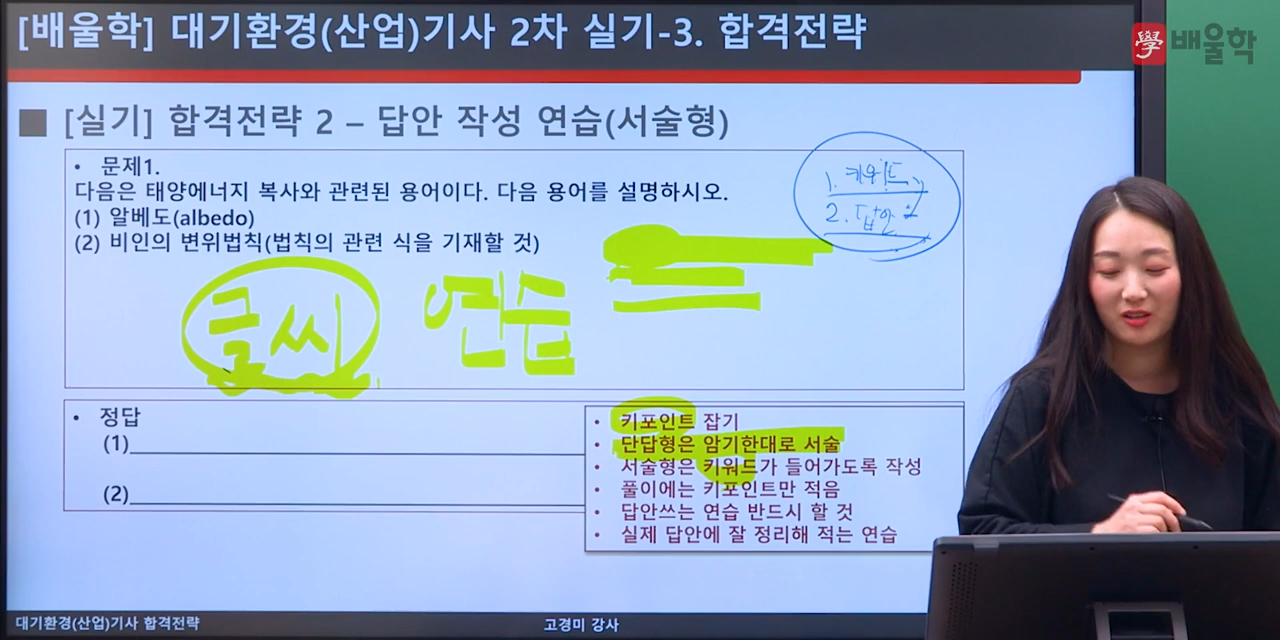 [배울학] 대기환경(산업)기사 2차 실기-3. 합격전략
學 배울학
■ [실기] 합격전략 2 – 답안 작성 연습(서술형)
• 문제1.
다음은 태양에너지 복사와 관련된 용어이다. 다음 용어를 설명하시오.
(1) 알베도(albedo)
(2) 비인의 변위법칙(법칙의 관련 식을 기재할 것)
1. 키워드
2. 답안
글씨 연습
• 정답
(1)
(2)
• 키포인트 잡기
• 단답형은 암기한대로 서술
• 서술형은 키워드가 들어가도록 작성
• 풀이에는 키포인트만 적음
• 답안쓰는 연습 반드시 할 것
• 실제 답안에 잘 정리해 적는 연습
대기환경(산업)기사 합격전략
고경미 강사